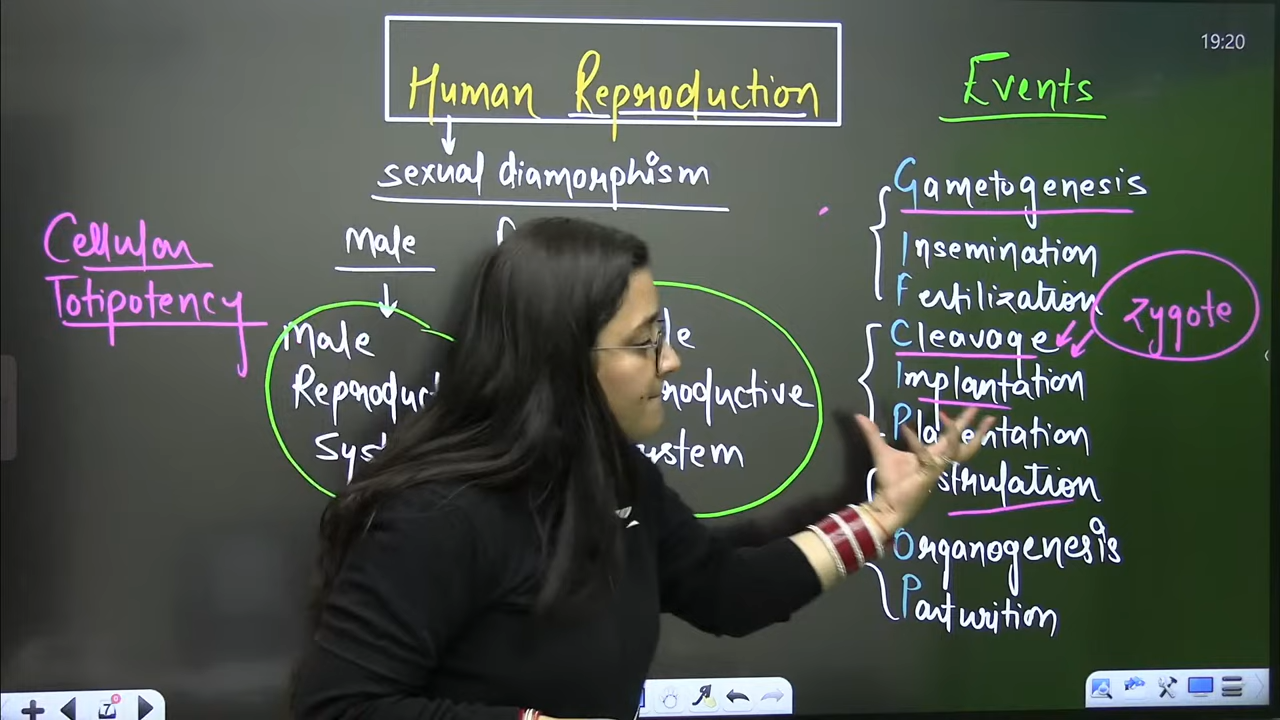 19:20
Human Reproduction
Events
sexual diamorphism
Gametogenesis
Cellular
Totipotency
Male
Insemination
Fertilization
Zygote
Male
Cleavage
Implantation
System
Organogenesis
Parturition
7